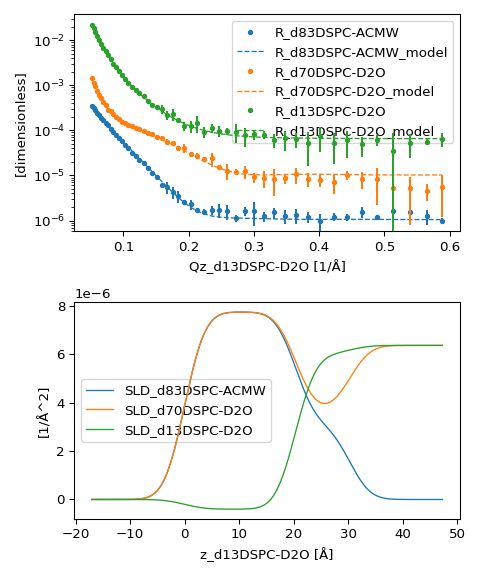 10⁻²
10⁻³
10⁻⁴
10⁻⁵
10⁻⁶
[dimensionless]
R_d83DSPC-ACMW
R_d83DSPC-ACMW_model
R_d70DSPC-D2O
R_d70DSPC-D2O_model
R_d13DSPC-D2O
R_d13DSPC-D2O_model
0.1 0.2 0.3 0.4 0.5 0.6
Qz_d13DSPC-D2O [1/Å]
1e−6
8
6
4
2
0
[1/Å^2]
SLD_d83DSPC-ACMW
SLD_d70DSPC-D2O
SLD_d13DSPC-D2O
−20 −10 0 10 20 30 40 50
z_d13DSPC-D2O [Å]